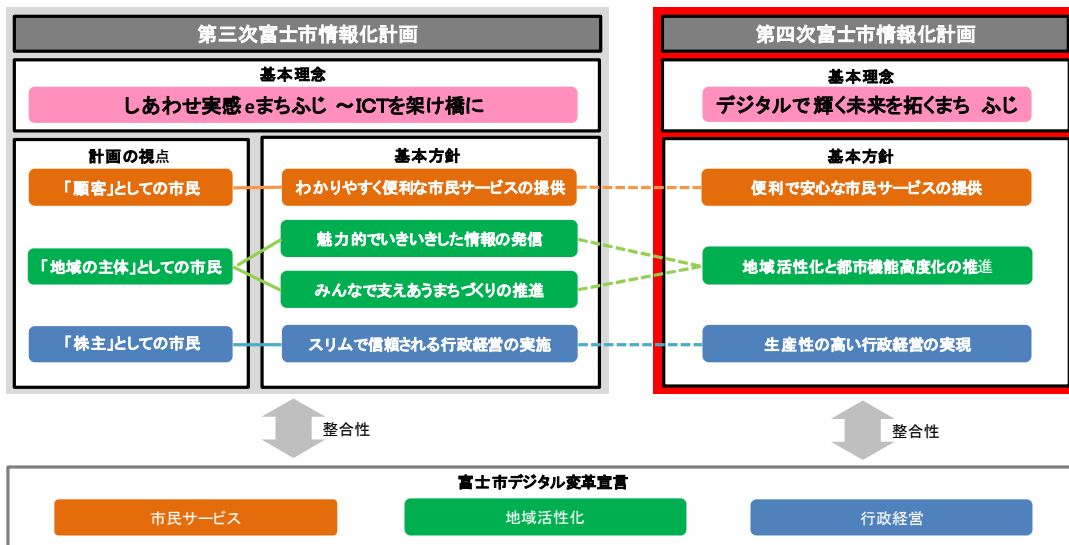 第三次富士市情報化計画
基本理念
しあわせ実感eまちふじ ～ICTを架け橋に
計画の視点
「顧客」としての市民
「地域の主体」としての市民
「株主」としての市民
基本方針
わかりやすく便利な市民サービスの提供
魅力的でいきいきした情報の発信
みんなで支えあうまちづくりの推進
スリムで信頼される行政経営の実施
第四次富士市情報化計画
基本理念
デジタルで輝く未来を拓くまち ふじ
基本方針
便利で安心な市民サービスの提供
地域活性化と都市機能高度化の推進
生産性の高い行政経営の実現
整合性
整合性
富士市デジタル変革宣言
市民サービス
地域活性化
行政経営